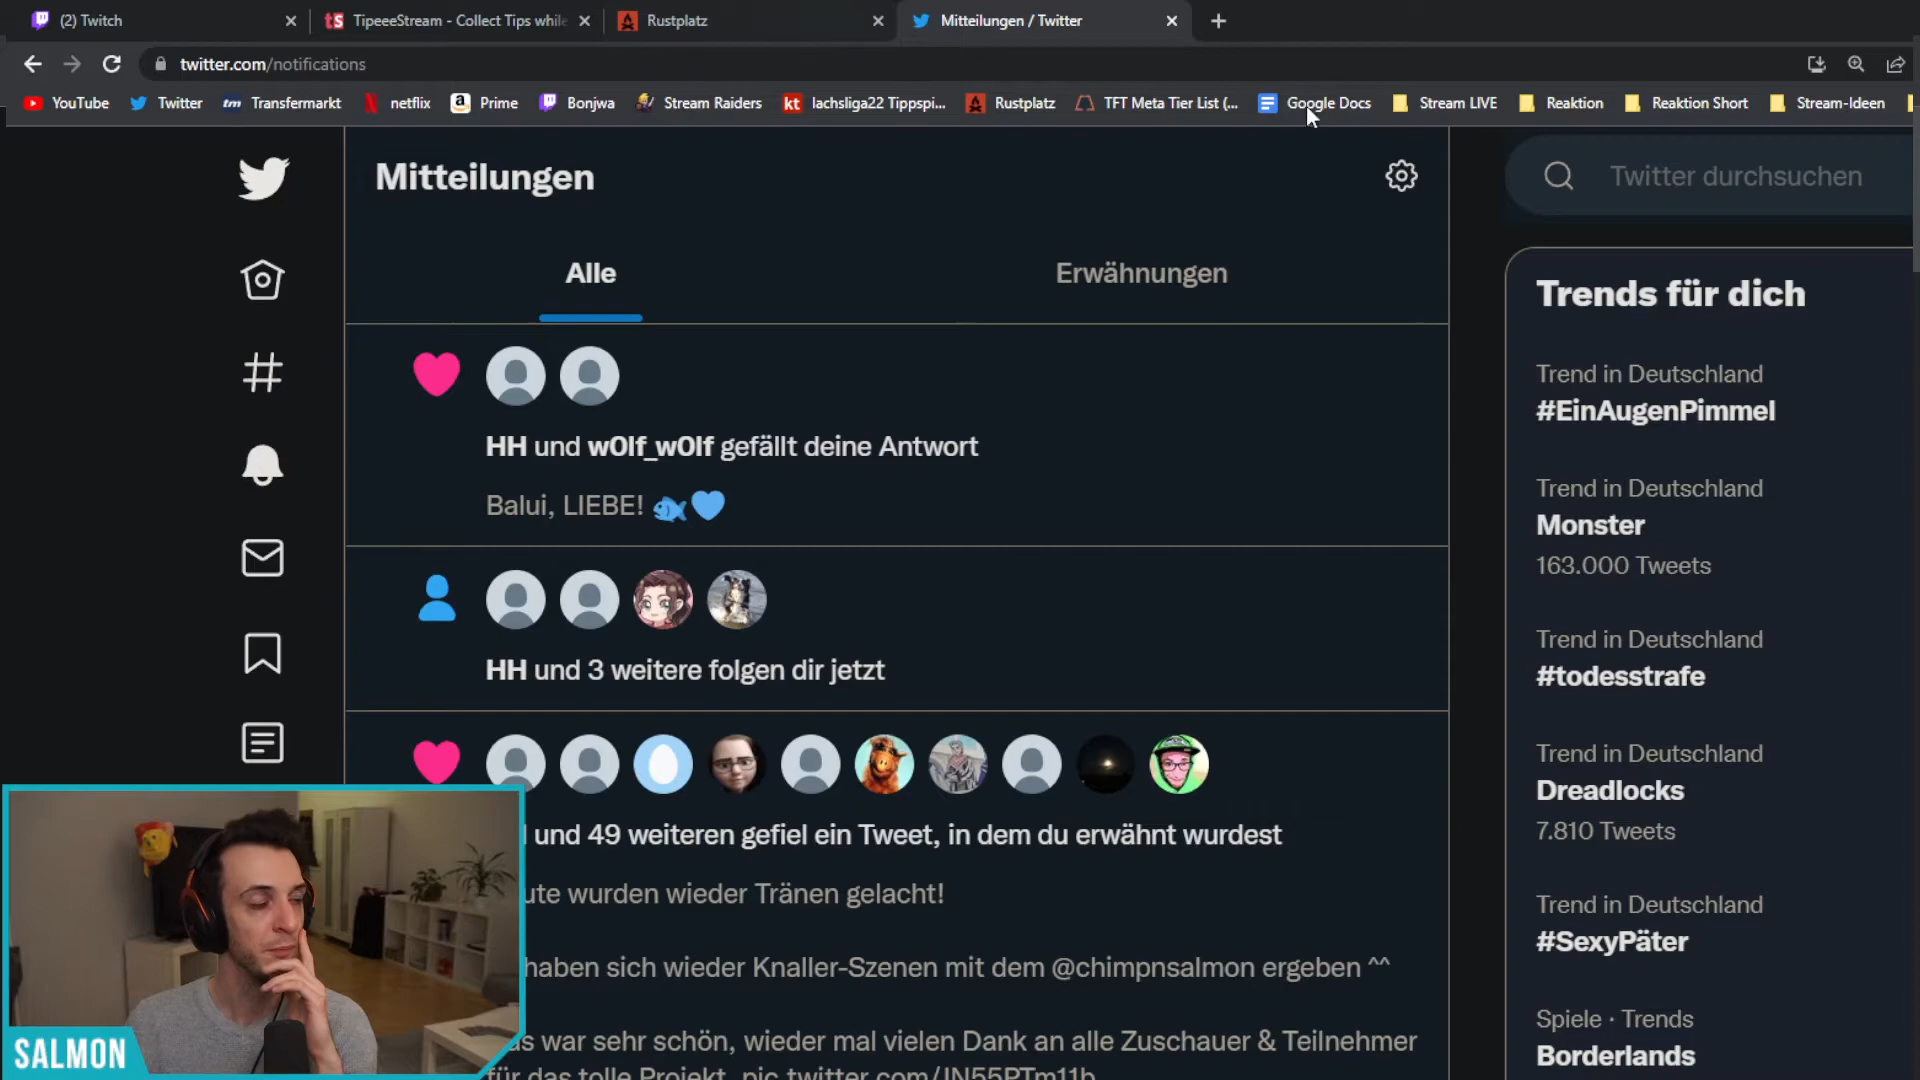 (2) Twitch
TipeeeStream - Collect Tips while
Rustplatz
Mitteilungen / Twitter
twitter.com/notifications
YouTube
Twitter
tm Transfermarkt
netflix
Prime
Bonjwa
Stream Raiders
kt lachsliga22 Tippspi...
Rustplatz
TFT Meta Tier List (...
Google Docs
Stream LIVE
Reaktion
Reaktion Short
Stream-Ideen
Mitteilungen
Twitter durchsuchen
Alle
Erwähnungen
HH und w0lf_w0lf gefällt deine Antwort
Balui, LIEBE! 🐟💙
HH und 3 weitere folgen dir jetzt
und 49 weiteren gefiel ein Tweet, in dem du erwähnt wurdest
ute wurden wieder Tränen gelacht!
haben sich wieder Knaller-Szenen mit dem @chimpnsalmon ergeben ^^
s war sehr schön, wieder mal vielen Dank an alle Zuschauer & Teilnehmer
für das tolle Projekt.
Trends für dich
Trend in Deutschland
#EinAugenPimmel
Trend in Deutschland
Monster
163.000 Tweets
Trend in Deutschland
#todesstrafe
Trend in Deutschland
Dreadlocks
7.810 Tweets
Trend in Deutschland
#SexyPäter
Spiele · Trends
Borderlands
SALMON